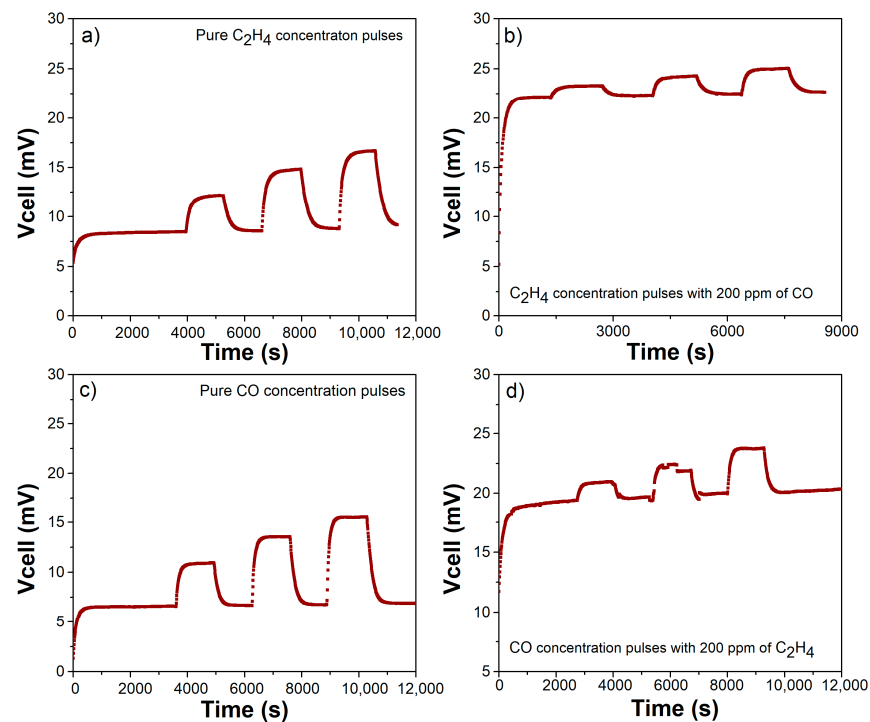 a)
Pure C2H4 concentraton pulses
30
25
20
15
10
5
0
Vcell (mV)
0 2000 4000 6000 8000 10,000 12,000
Time (s)
b)
30
25
20
15
10
5
0
Vcell (mV)
C2H4 concentration pulses with 200 ppm of CO
0 3000 6000 9000
Time (s)
c)
Pure CO concentration pulses
30
25
20
15
10
5
0
Vcell (mV)
0 2000 4000 6000 8000 10,000 12,000
Time (s)
d)
30
25
20
15
10
5
Vcell (mV)
CO concentration pulses with 200 ppm of C2H4
0 2000 4000 6000 8000 10,000 12,000
Time (s)